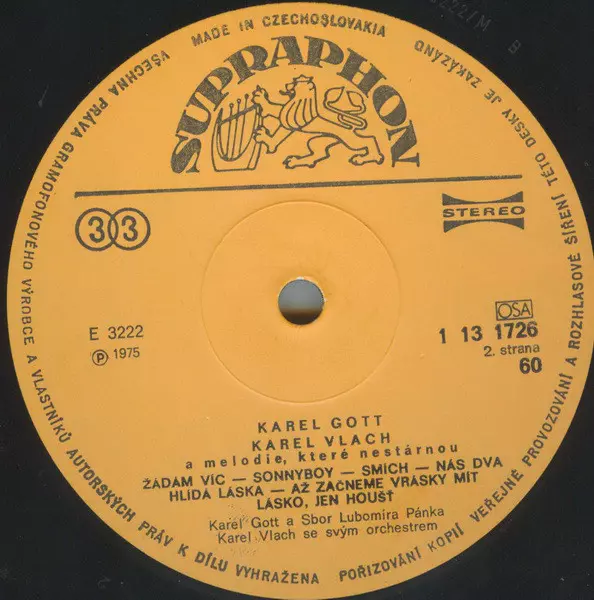 VŠECHNA PRÁVA GRAMOFONOVÉHO VÝROBCE A VLASTNÍKŮ AUTORSKÝCH PRÁV K DÍLU VYHRAŽENA
MADE IN CZECHOSLOVAKIA
POŘIZOVÁNÍ KOPIÍ VEŘEJNÉ PROVOZOVÁNÍ A ROZHLASOVÉ ŠÍŘENÍ TÉTO DESKY JE ZAKÁZÁNO
SUPRAPHON
33
STEREO
E 3222
Ⓟ 1975
OSA
1 13 1726
2. strana
60
KAREL GOTT
KAREL VLACH
a melodie, které nestárnou
ŽÁDÁM VÍC — SONNYBOY — SMÍCH — NÁS DVA
HLÍDÁ LÁSKA — AŽ ZAČNEME VRÁSKY MÍT
LÁSKO, JEN HOUŠŤ
Karel Gott a Sbor Lubomíra Pánka
Karel Vlach se svým orchestrem